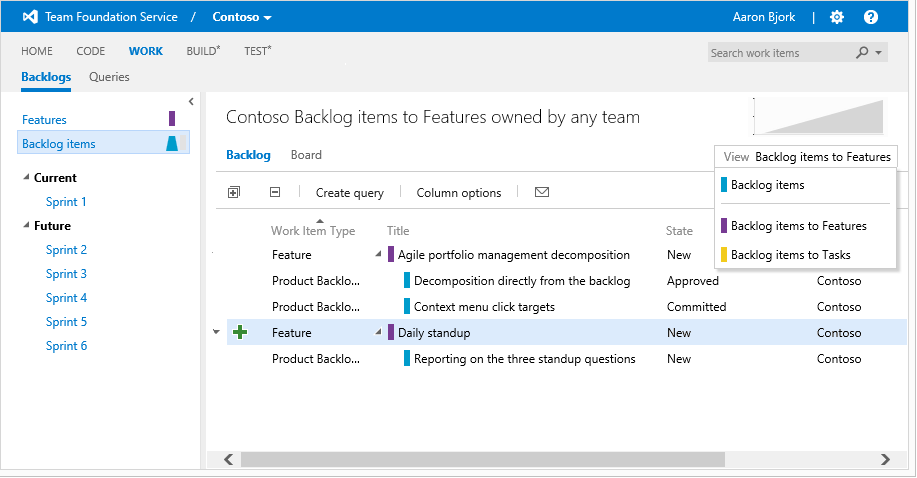 Team Foundation Service / Contoso Aaron Bjork | ?
HOME CODE WORK BUILD* TEST*
Search work items
Backlogs Queries
Features
Backlog items
Current
Sprint 1
Future
Sprint 2
Sprint 3
Sprint 4
Sprint 5
Sprint 6
Contoso Backlog items to Features owned by any team
Backlog Board
View Backlog items to Features
Backlog items
Backlog items to Features
Backlog items to Tasks
Create query Column options
Work Item Type Title State
Feature Agile portfolio management decomposition New
Product Backlo... Decomposition directly from the backlog Approved Contoso
Product Backlo... Context menu click targets Committed Contoso
Feature Daily standup New Contoso
Product Backlo... Reporting on the three standup questions New Contoso